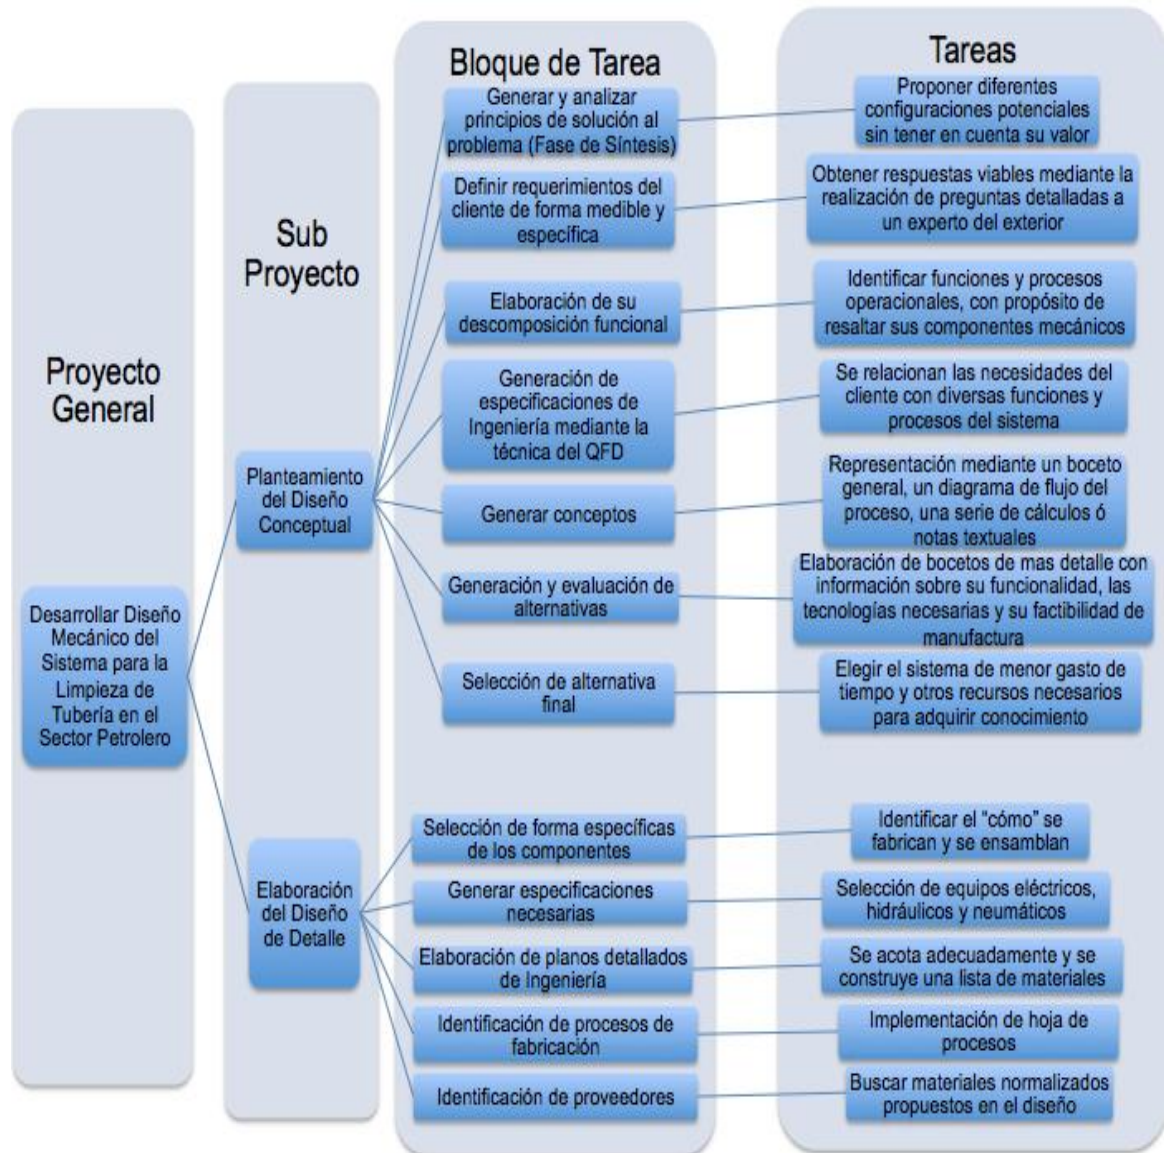 Proyecto
General
Desarrollar Diseño
Mecánico del
Sistema para la
Limpieza de
Tubería en el
Sector Petrolero
Sub
Proyecto
Planteamiento
del Diseño
Conceptual
Elaboración
del Diseño
de Detalle
Bloque de Tarea
Generar y analizar
principios de solución al
problema (Fase de Síntesis)
Definir requerimientos del
cliente de forma medible y
específica
Elaboración de su
descomposición funcional
Generación de
especificaciones de
Ingeniería mediante la
técnica del QFD
Generar conceptos
Generación y evaluación de
alternativas
Selección de alternativa
final
Selección de forma específicas
de los componentes
Generar especificaciones
necesarias
Elaboración de planos detallados
de Ingeniería
Identificación de procesos de
fabricación
Identificación de proveedores
Tareas
Proponer diferentes
configuraciones potenciales
sin tener en cuenta su valor
Obtener respuestas viables mediante la
realización de preguntas detalladas a
un experto del exterior
Identificar funciones y procesos
operacionales, con propósito de
resaltar sus componentes mecánicos
Se relacionan las necesidades del
cliente con diversas funciones y
procesos del sistema
Representación mediante un boceto
general, un diagrama de flujo del
proceso, una serie de cálculos ó
notas textuales
Elaboración de bocetos de mas detalle con
información sobre su funcionalidad, las
tecnologías necesarias y su factibilidad de
manufactura
Elegir el sistema de menor gasto de
tiempo y otros recursos necesarios
para adquirir conocimiento
Identificar el "cómo" se
fabrican y se ensamblan
Selección de equipos eléctricos,
hidráulicos y neumáticos
Se acota adecuadamente y se
construye una lista de materiales
Implementación de hoja de
procesos
Buscar materiales normalizados
propuestos en el diseño